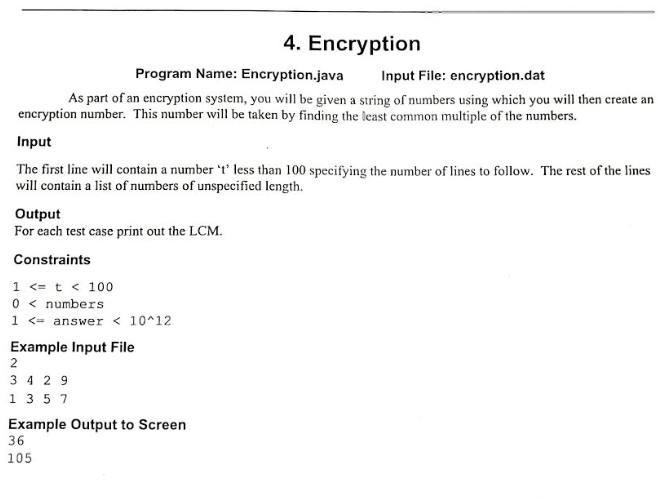 4. Encryption
Program Name: Encryption.java Input File: encryption.dat
As part of an encryption system, you will be given a string of numbers using which you will then create an
encryption number. This number will be taken by finding the least common multiple of the numbers.
Input
The first line will contain a number 't' less than 100 specifying the number of lines to follow. The rest of the lines
will contain a list of numbers of unspecified length.
Output
For each test case print out the LCM.
Constraints
1 <= t < 100
0 < numbers
1 <= answer < 10^12
Example Input File
2
3 4 2 9
1 3 5 7
Example Output to Screen
36
105